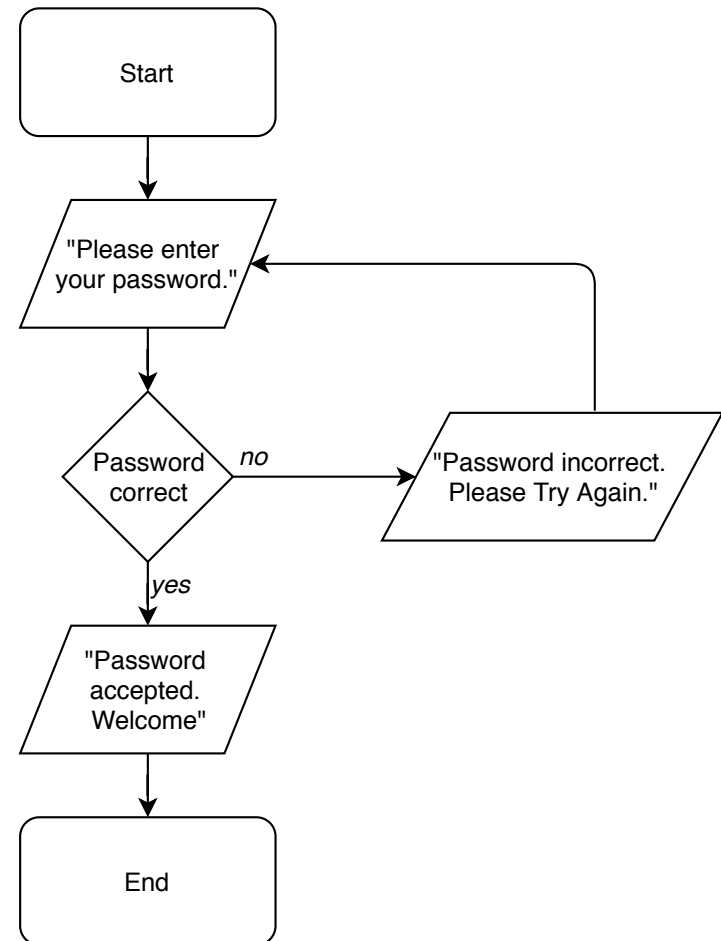 Start
"Please enter
your password."
Password
correct
no
"Password incorrect.
Please Try Again."
yes
"Password
accepted.
Welcome"
End